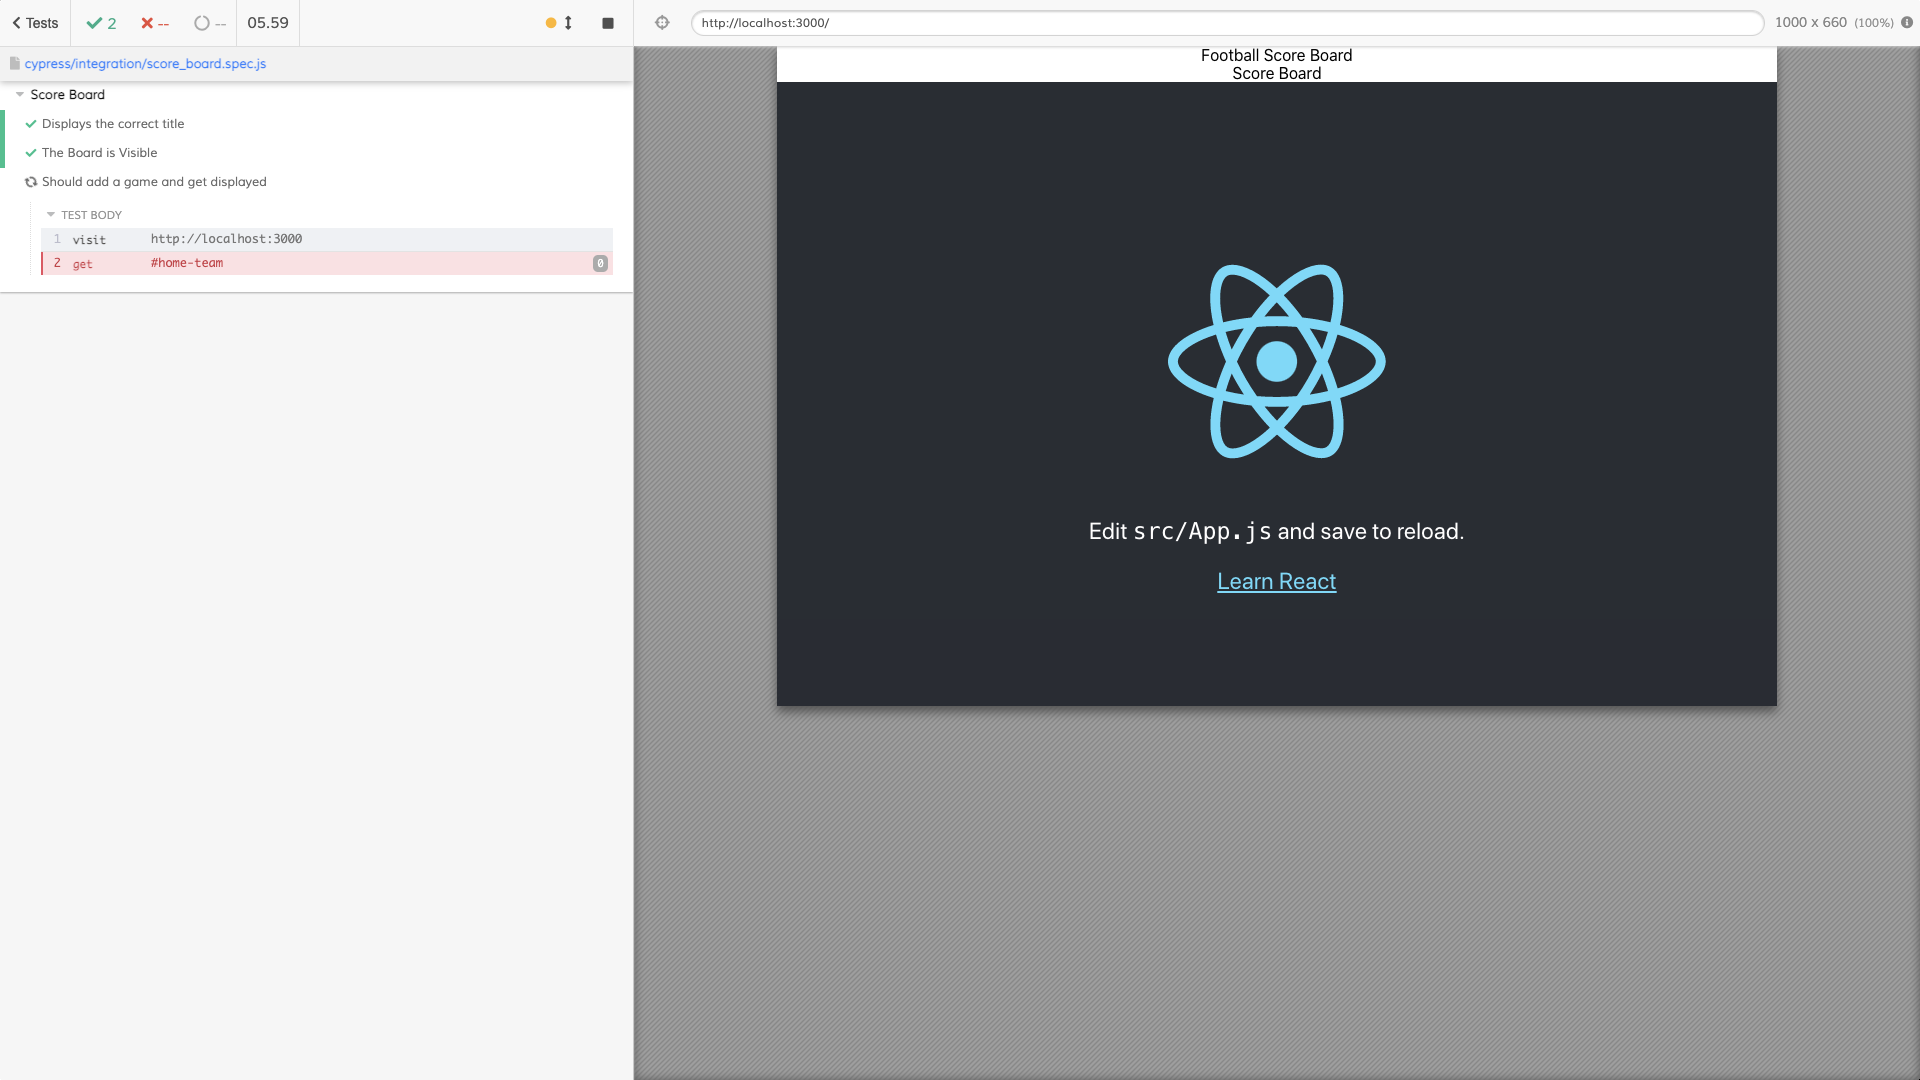 Tests
2
--
--
05.59
http://localhost:3000/
1000 x 660 (100%)
cypress/integration/score_board.spec.js
Score Board
Displays the correct title
The Board is Visible
Should add a game and get displayed
TEST BODY
1 visit http://localhost:3000
2 get #home-team 0
Football Score Board
Score Board
Edit src/App.js and save to reload.
Learn React